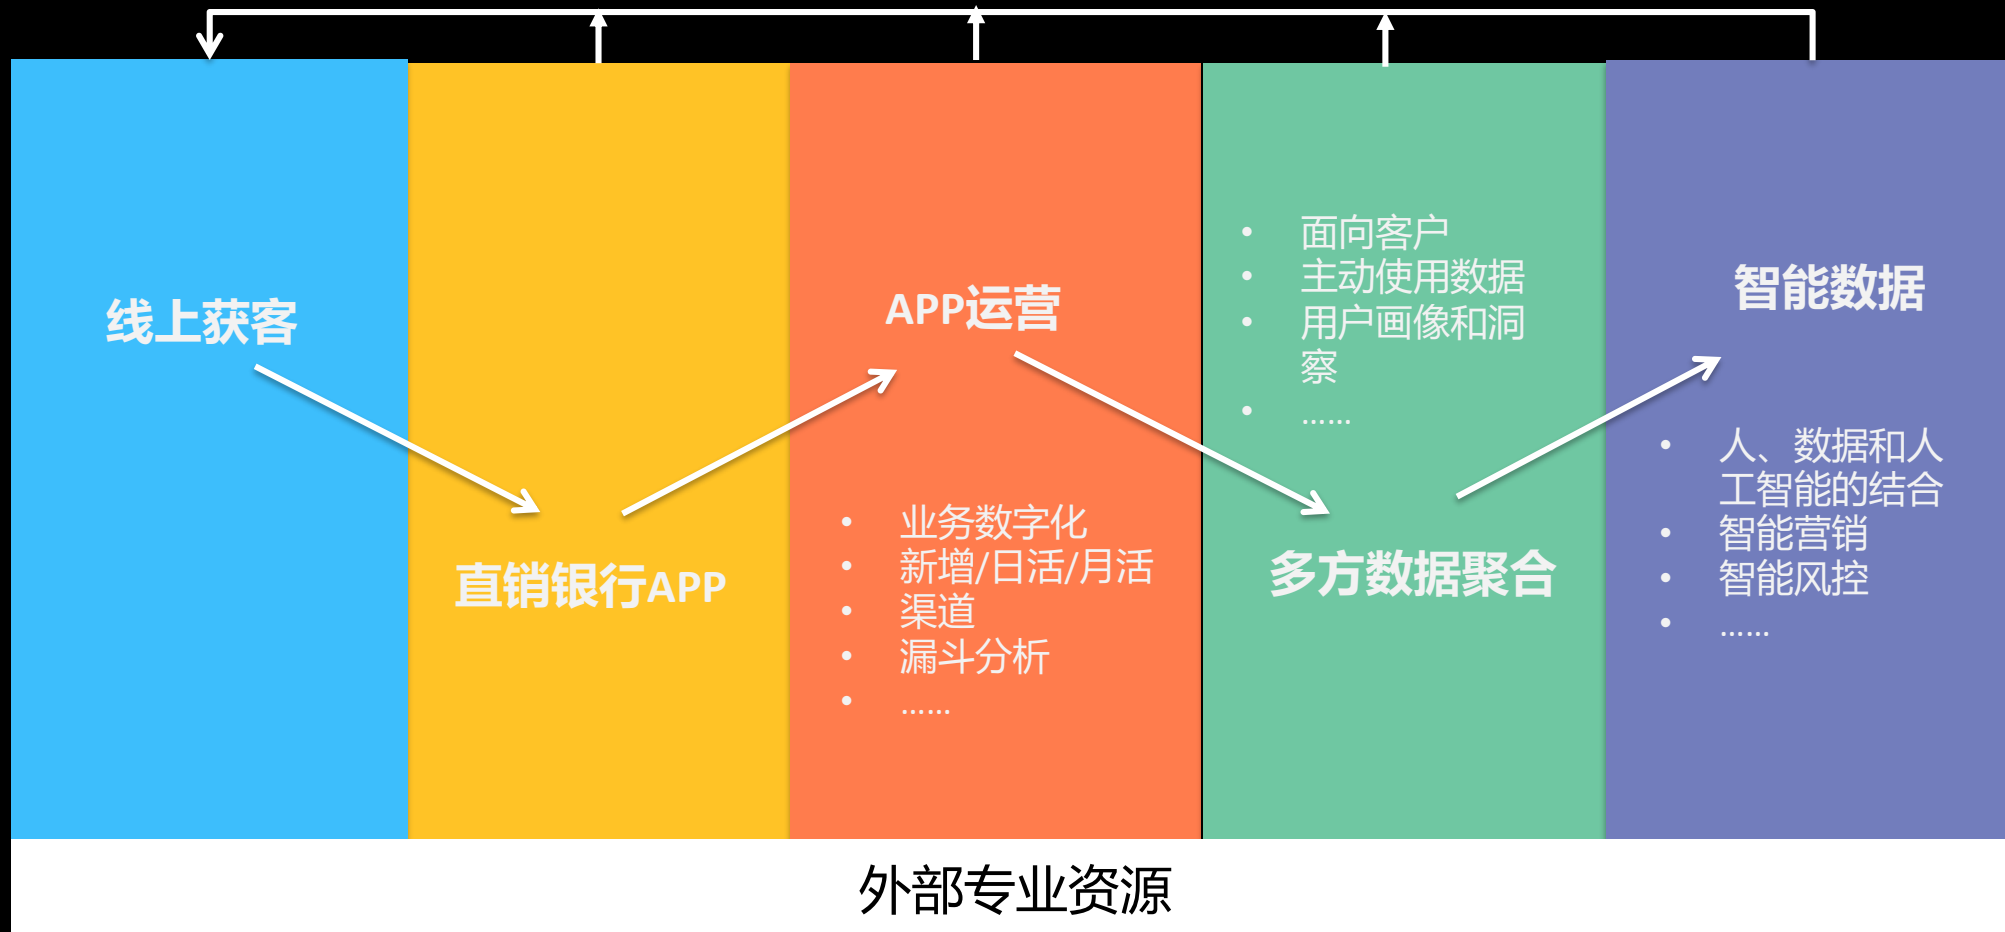 线上获客
直销银行APP
APP运营
• 业务数字化
• 新增/日活/月活
• 渠道
• 漏斗分析
• ……
• 面向客户
• 主动使用数据
• 用户画像和洞
察
• ……
多方数据聚合
智能数据
• 人、数据和人
工智能的结合
• 智能营销
• 智能风控
• ……
外部专业资源